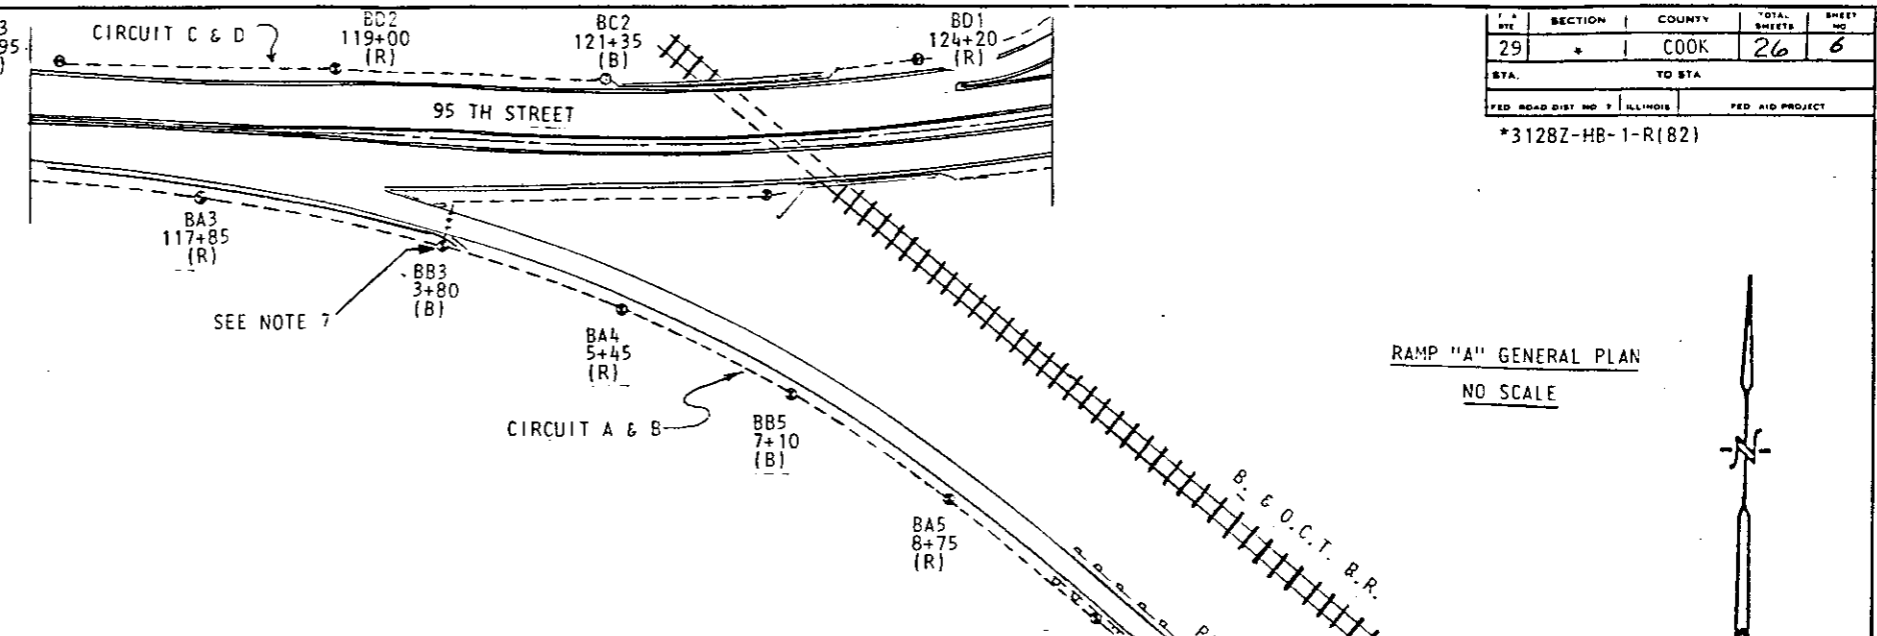 3
95
)
CIRCUIT C & D
BD2
119+00
(R)
BC2
121+35
(B)
BD1
124+20
(R)
F A RTE
SECTION
COUNTY
TOTAL SHEETS
SHEET NO
29
*
COOK
26
6
STA.
TO STA
FED ROAD DIST NO 7
ILLINOIS
FED AID PROJECT
*3128Z-HB-1-R(82)
95 TH STREET
BA3
117+85
(R)
BB3
3+80
(B)
SEE NOTE 7
BA4
5+45
(R)
CIRCUIT A & B
BB5
7+10
(B)
BA5
8+75
(R)
RAMP "A" GENERAL PLAN
NO SCALE
N
B. & O.C.T. R.R.